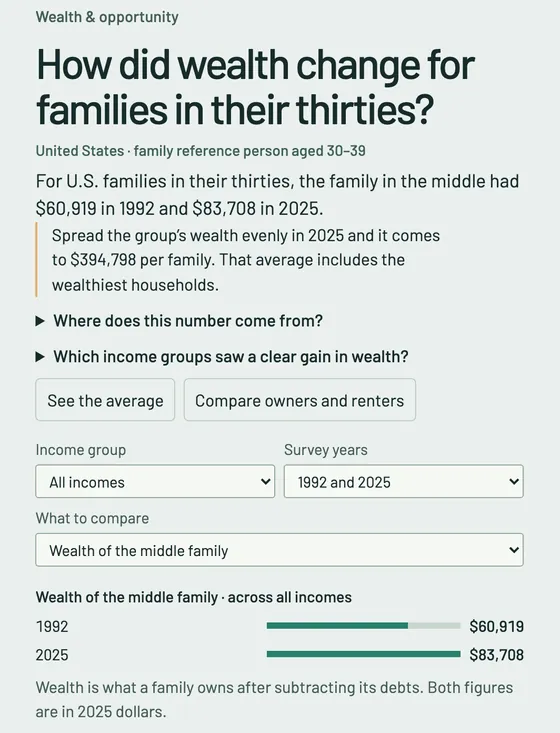 Wealth & opportunity
How did wealth change for
families in their thirties?
United States · family reference person aged 30–39
For U.S. families in their thirties, the family in the middle had
$60,919 in 1992 and $83,708 in 2025.
Spread the group’s wealth evenly in 2025 and it comes
to $394,798 per family. That average includes the
wealthiest households.
Where does this number come from?
Which income groups saw a clear gain in wealth?
See the average
Compare owners and renters
Income group
Survey years
All incomes
1992 and 2025
What to compare
Wealth of the middle family
Wealth of the middle family · across all incomes
1992 $60,919
2025 $83,708
Wealth is what a family owns after subtracting its debts. Both figures
are in 2025 dollars.